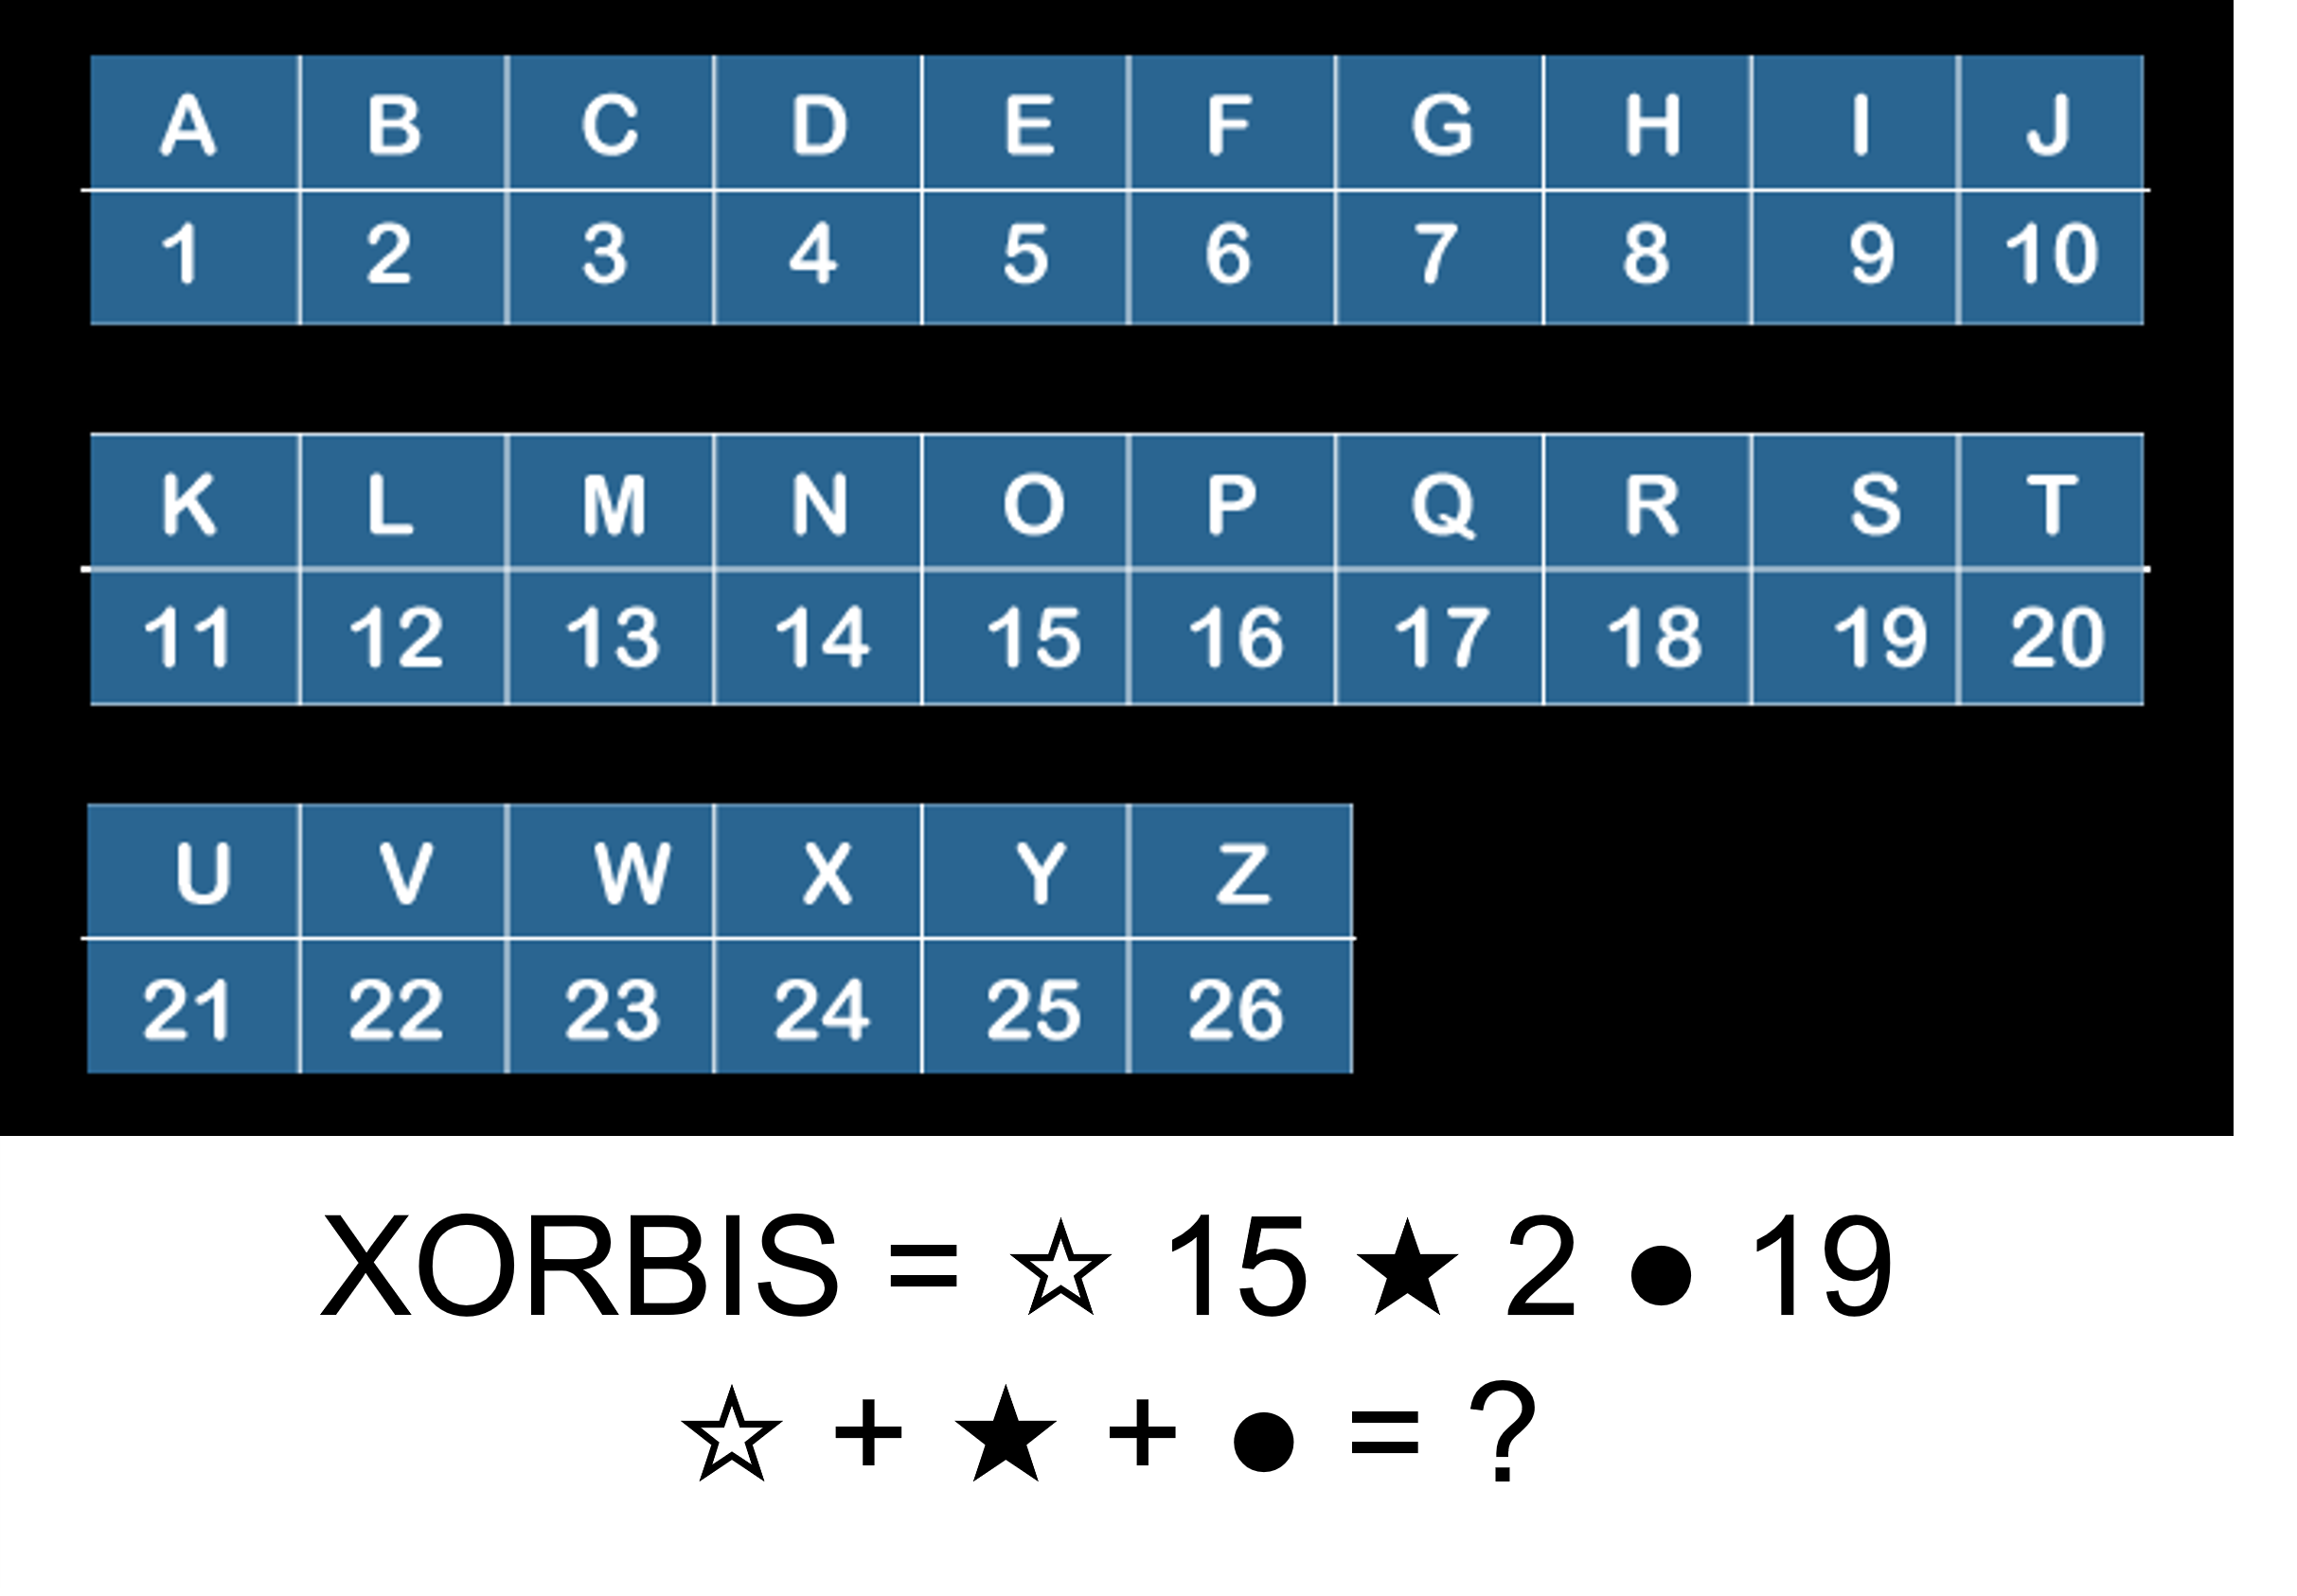 A B C D E F G H I J
1 2 3 4 5 6 7 8 9 10
K L M N O P Q R S T
11 12 13 14 15 16 17 18 19 20
U V W X Y Z
21 22 23 24 25 26
XORBIS = ☆ 15 ★ 2 ● 19
☆ + ★ + ● = ?